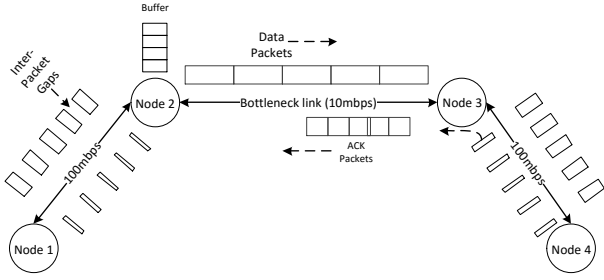 Buffer
Data
Packets
Inter-
Packet
Gaps
Node 2
Bottleneck link (10mbps)
Node 3
ACK
Packets
100mbps
100mbps
Node 1
Node 4